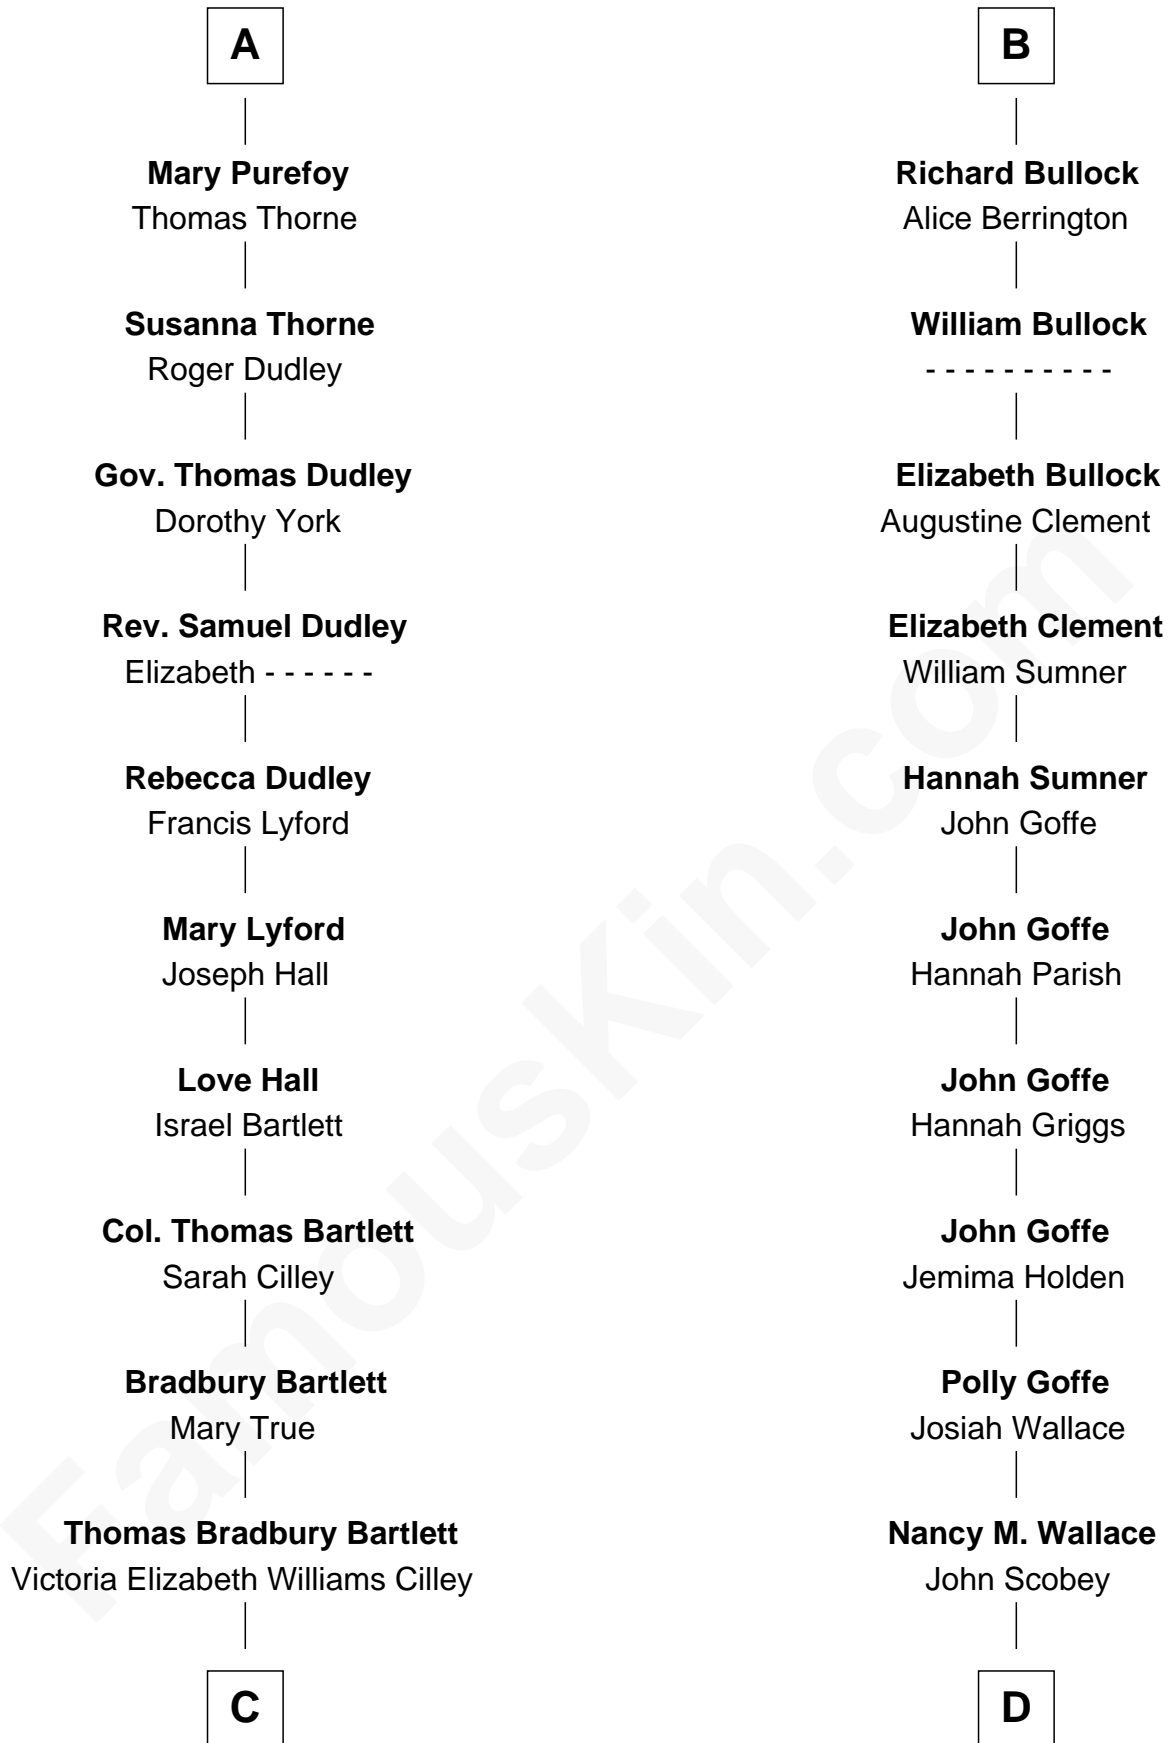 A
Mary Purefoy
Thomas Thorne
Susanna Thorne
Roger Dudley
Gov. Thomas Dudley
Dorothy York
Rev. Samuel Dudley
Elizabeth - - - - - -
Rebecca Dudley
Francis Lyford
Mary Lyford
Joseph Hall
Love Hall
Israel Bartlett
Col. Thomas Bartlett
Sarah Cilley
Bradbury Bartlett
Mary True
Thomas Bradbury Bartlett
Victoria Elizabeth Williams Cilley
C
B
Richard Bullock
Alice Berrington
William Bullock
- - - - - - - - - -
Elizabeth Bullock
Augustine Clement
Elizabeth Clement
William Sumner
Hannah Sumner
John Goffe
John Goffe
Hannah Parish
John Goffe
Hannah Griggs
John Goffe
Jemima Holden
Polly Goffe
Josiah Wallace
Nancy M. Wallace
John Scobey
D
FamousKin.com